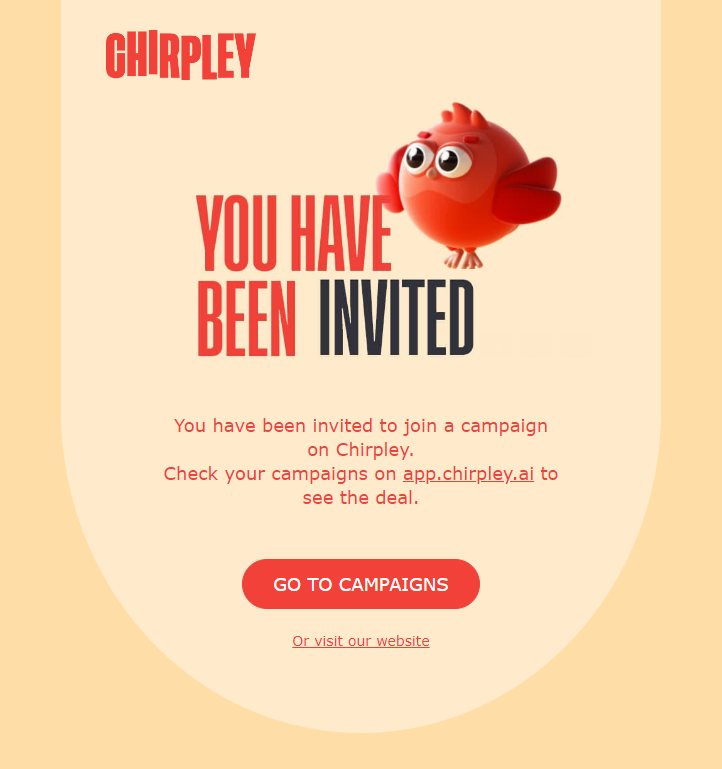 CHIRPLEY
YOU HAVE
BEEN INVITED
You have been invited to join a campaign
on Chirpley.
Check your campaigns on app.chirpley.ai to
see the deal.
GO TO CAMPAIGNS
Or visit our website